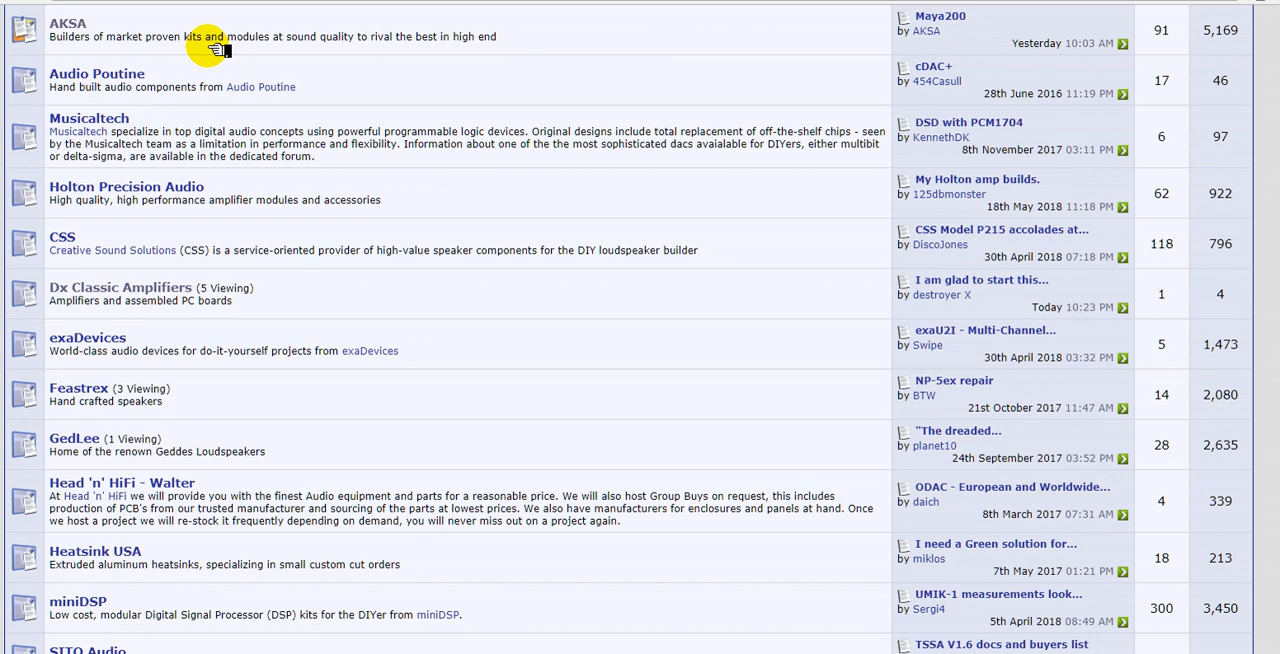 AKSA
Builders of market proven kits and modules at sound quality to rival the best in high end
Maya200
by AKSA
Yesterday 10:03 AM
91
5,169
Audio Poutine
Hand built audio components from Audio Poutine
cDAC+
by 454Casull
28th June 2016 11:19 PM
17
46
Musicaltech
Musicaltech specialize in top digital audio concepts using powerful programmable logic devices. Original designs include total replacement of off-the-shelf chips - seen
by the Musicaltech team as a limitation in performance and flexibility. Information about one of the the most sophisticated dacs avaialable for DIYers, either multibit
or delta-sigma, are available in the dedicated forum.
DSD with PCM1704
by KennethDK
8th November 2017 03:11 PM
6
97
Holton Precision Audio
High quality, high performance amplifier modules and accessories
My Holton amp builds.
by 125dbmonster
18th May 2018 11:18 PM
62
922
CSS
Creative Sound Solutions (CSS) is a service-oriented provider of high-value speaker components for the DIY loudspeaker builder
CSS Model P215 accolades at...
by DiscoJones
30th April 2018 07:18 PM
118
796
Dx Classic Amplifiers (5 Viewing)
Amplifiers and assembled PC boards
I am glad to start this...
by destroyer X
Today 10:23 PM
1
4
exaDevices
World-class audio devices for do-it-yourself projects from exaDevices
exaU2I - Multi-Channel...
by Swipe
30th April 2018 03:32 PM
5
1,473
Feastrex (3 Viewing)
Hand crafted speakers
NP-5ex repair
by BTW
21st October 2017 11:47 AM
14
2,080
GedLee (1 Viewing)
Home of the renown Geddes Loudspeakers
"The dreaded...
by planet10
24th September 2017 03:52 PM
28
2,635
Head 'n' HiFi - Walter
At Head 'n' HiFi we will provide you with the finest Audio equipment and parts for a reasonable price. We will also host Group Buys on request, this includes
production of PCB's from our trusted manufacturer and sourcing of the parts at lowest prices. We also have manufacturers for enclosures and panels at hand. Once
we host a project we will re-stock it frequently depending on demand, you will never miss out on a project again.
ODAC - European and Worldwide...
by daich
8th March 2017 07:31 AM
4
339
Heatsink USA
Extruded aluminum heatsinks, specializing in small custom cut orders
I need a Green solution for...
by miklos
7th May 2017 01:21 PM
18
213
miniDSP
Low cost, modular Digital Signal Processor (DSP) kits for the DIYer from miniDSP.
UMIK-1 measurements look...
by Sergi4
5th April 2018 08:49 AM
300
3,450
SITO Audio
TSSA V1.6 docs and buyers list